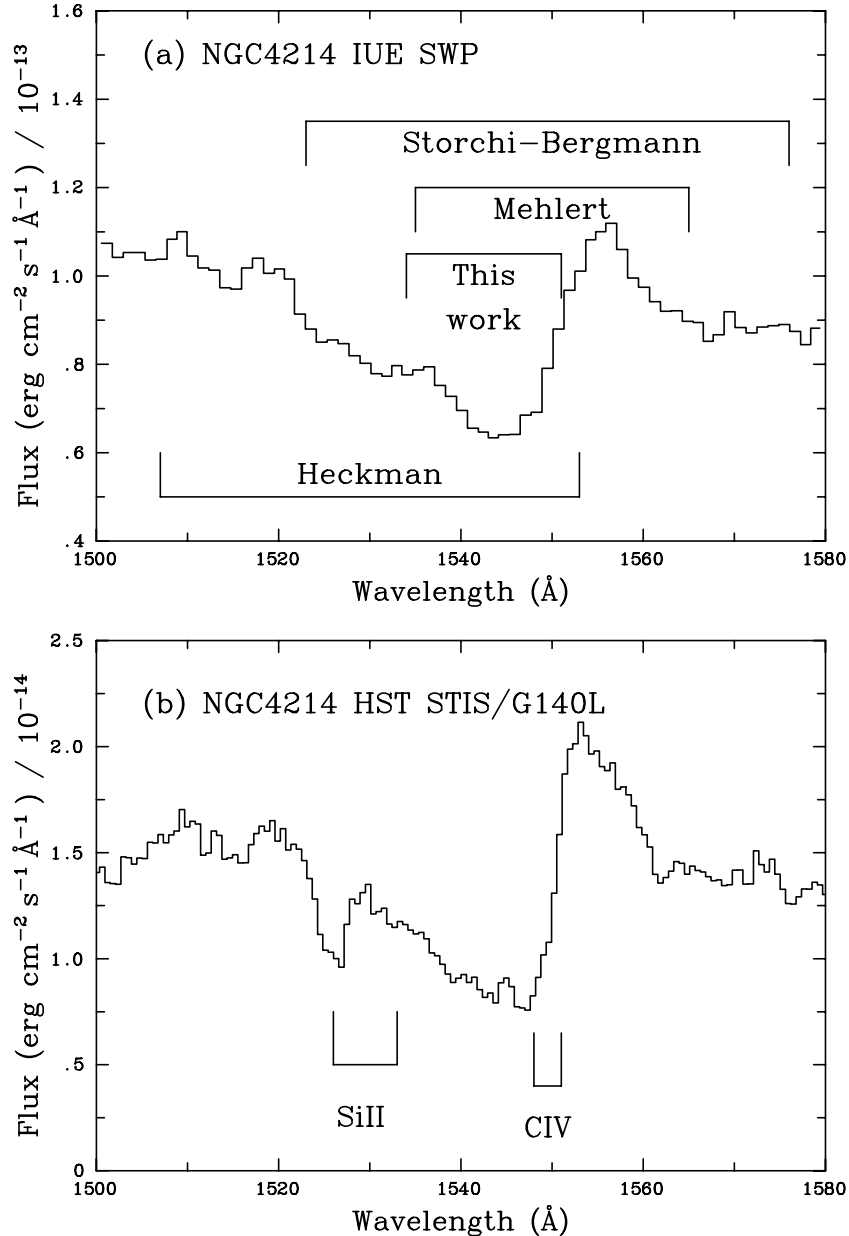 1.6
(a) NGC4214 IUE SWP
1.4
Storchi−Bergmann
1.2
Mehlert
This
1.0
work
.8
.6
Heckman
.4
1500 1520 1540 1560 1580
Wavelength (Å)
Flux (erg cm⁻² s⁻¹ Å⁻¹) / 10⁻¹³
2.5
(b) NGC4214 HST STIS/G140L
2.0
1.5
1.0
.5
SiII
CIV
0
1500 1520 1540 1560 1580
Wavelength (Å)
Flux (erg cm⁻² s⁻¹ Å⁻¹) / 10⁻¹⁴